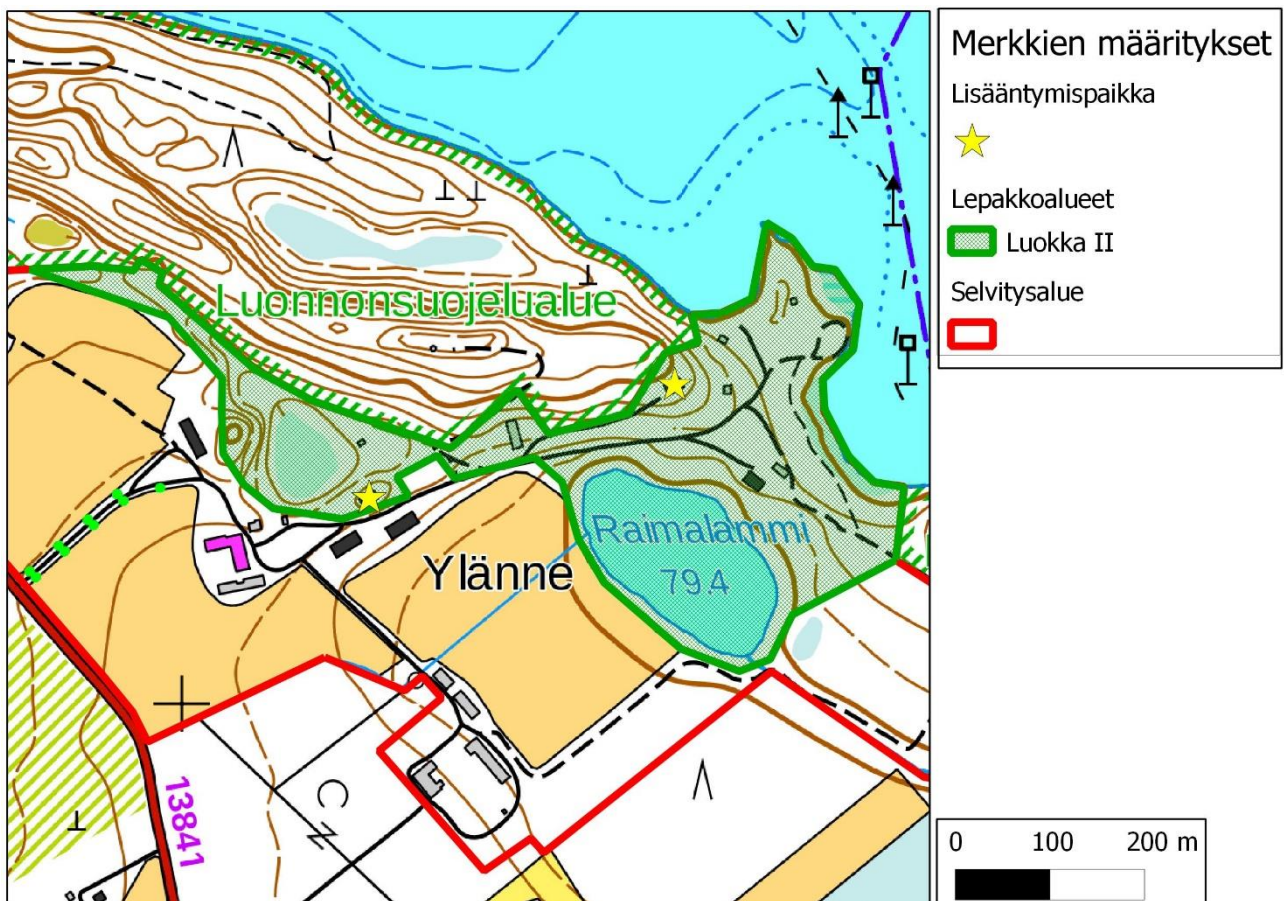 Merkkien määritykset
Lisääntymispaikka
Lepakkoalueet
Luokka II
Selvitysalue
Luonnonsuojelualue
Raimalammi
79.4
Ylänne
13841
0 100 200 m